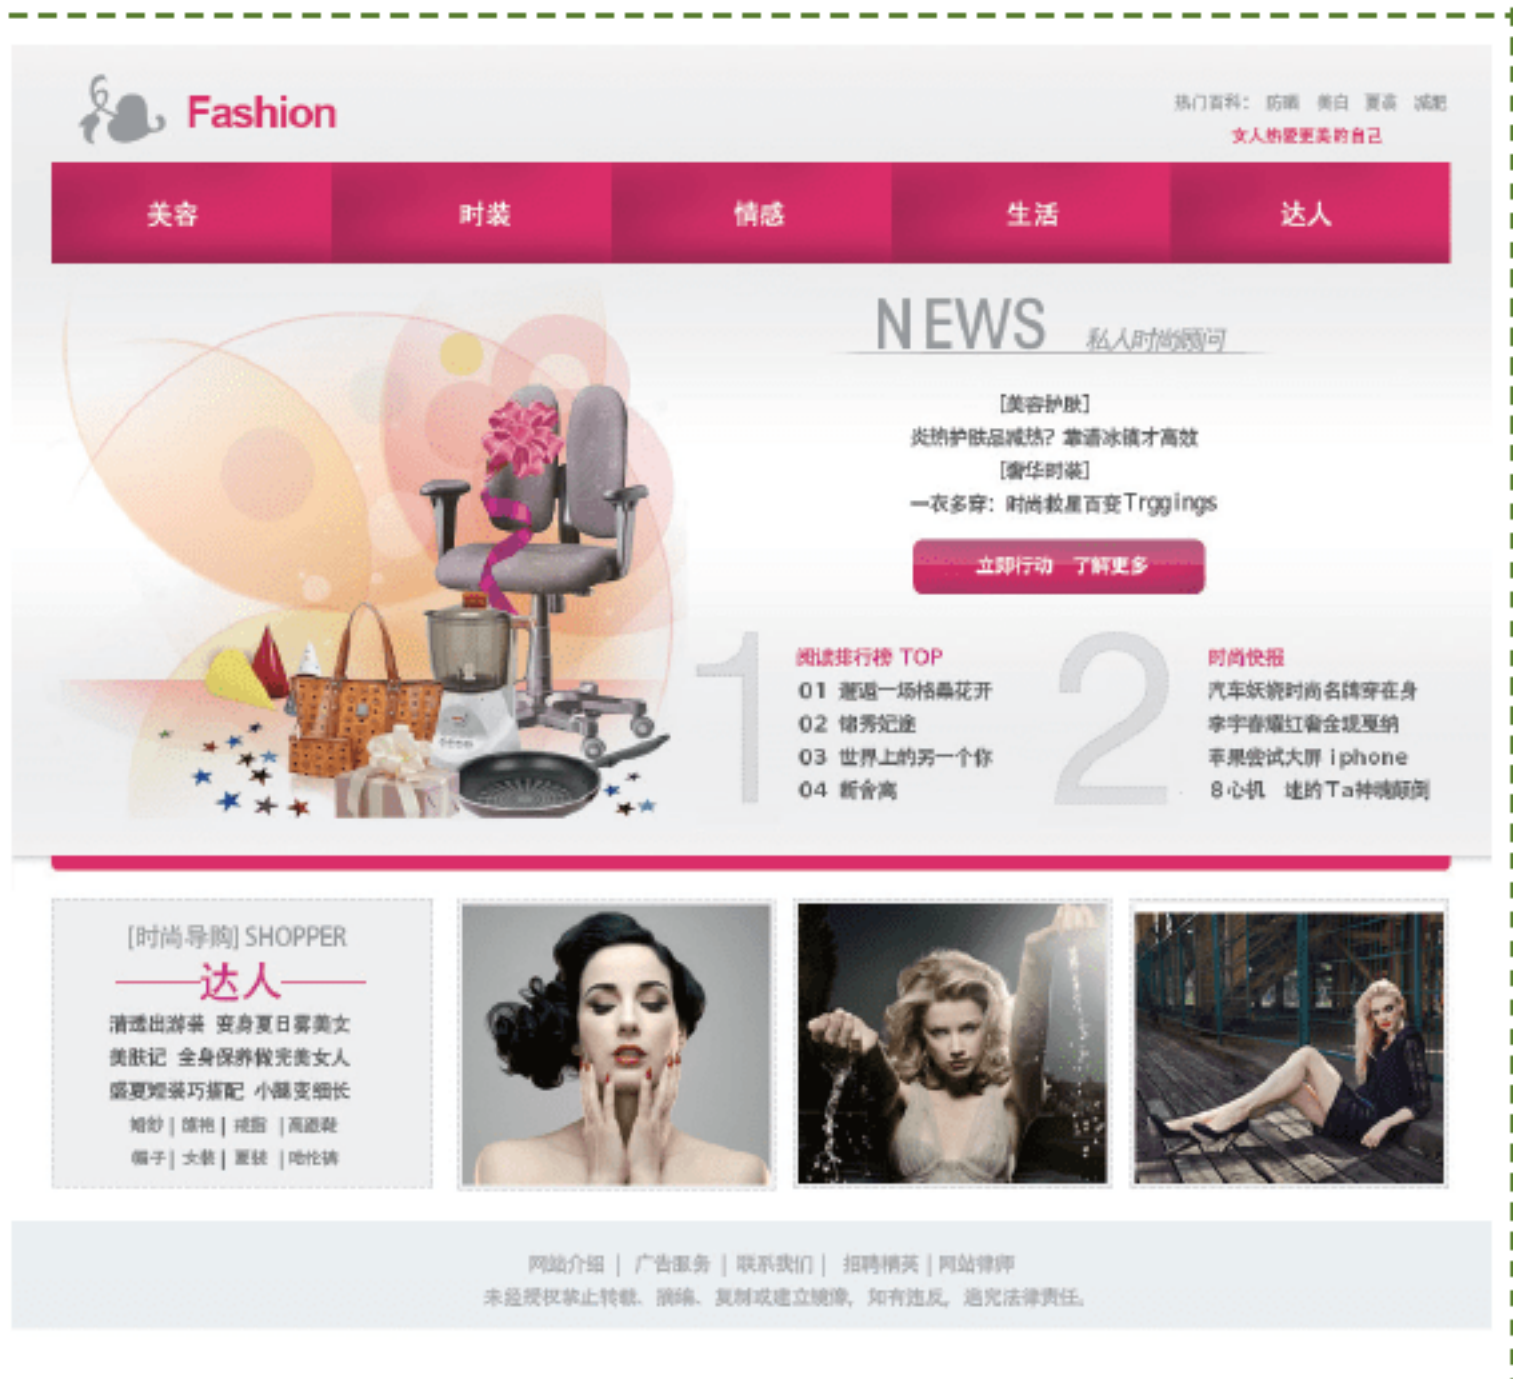 Fashion
热门百科： 防晒 美白 夏装 减肥
女人热爱更美的自己
美容 时装 情感 生活 达人
NEWS 私人时尚顾问
[美容护肤]
炎热护肤品减热？靠谱冰镇才高效
[奢华时装]
一衣多穿：时尚救星百变Trggings
立即行动 了解更多
1
阅读排行榜 TOP
01 邂逅一场格桑花开
02 锦秀妃途
03 世界上的另一个你
04 断舍离
2
时尚快报
汽车妖娆时尚名牌穿在身
李宇春耀红奢金现戛纳
苹果尝试大屏 iphone
8心机 迷的Ta神魂颠倒
[时尚导购] SHOPPER
达人
清透出游装 变身夏日雾美文
美肤记 全身保养做完美女人
盛夏短装巧搭配 小腿变细长
婚纱 | 旗袍 | 戒指 | 高跟鞋
帽子 | 女装 | 夏装 | 哈伦裤
网站介绍 | 广告服务 | 联系我们 | 招聘精英 | 网站律师
未经授权禁止转载、摘编、复制或建立镜像，如有违反，追究法律责任。